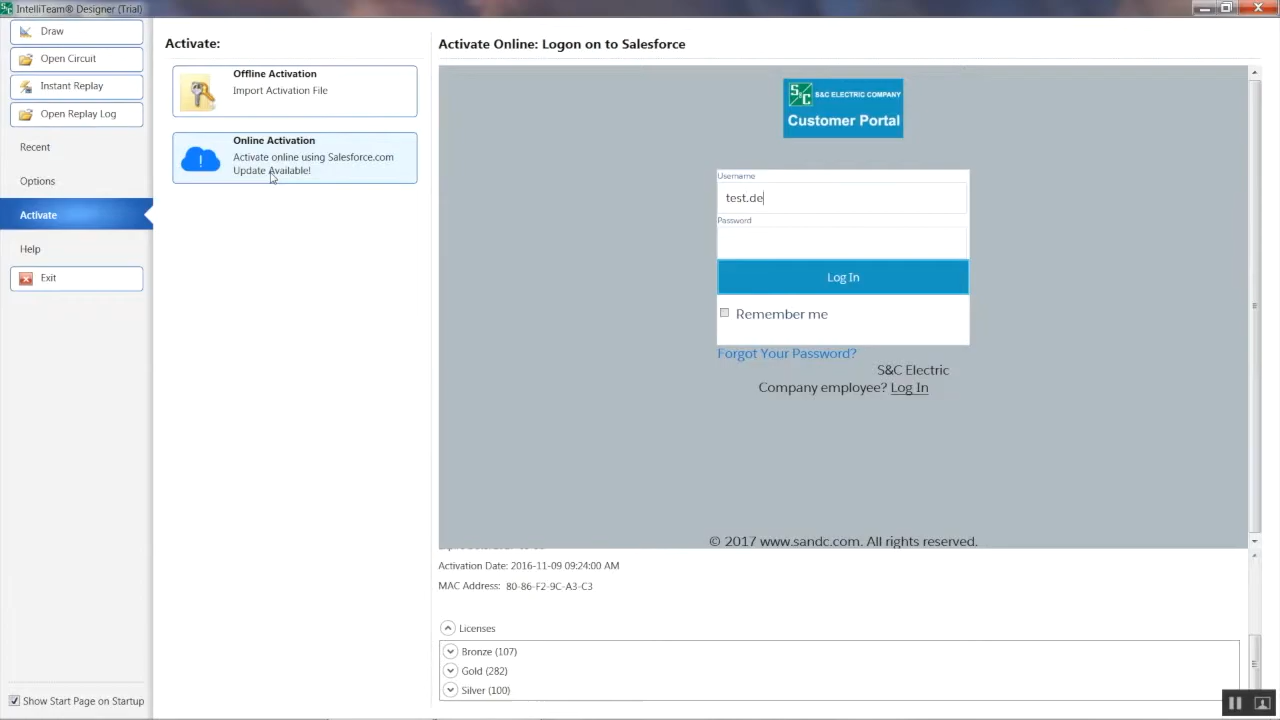 IntelliTeam® Designer (Trial)
Draw
Open Circuit
Instant Replay
Open Replay Log
Recent
Options
Activate
Help
Exit
Show Start Page on Startup
Activate:
Offline Activation
Import Activation File
Online Activation
Activate online using Salesforce.com
Update Available!
Activate Online: Logon on to Salesforce
S&C ELECTRIC COMPANY
Customer Portal
Username
test.de
Password
Log In
Remember me
Forgot Your Password?
S&C Electric
Company employee? Log In
© 2017 www.sandc.com. All rights reserved.
Activation Date: 2016-11-09 09:24:00 AM
MAC Address: 80-86-F2-9C-A3-C3
Licenses
Bronze (107)
Gold (282)
Silver (100)